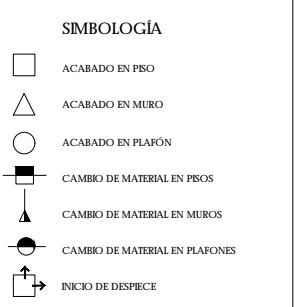 SIMBOLOGÍA
ACABADO EN PISO
ACABADO EN MURO
ACABADO EN PLAFÓN
CAMBIO DE MATERIAL EN PISOS
CAMBIO DE MATERIAL EN MUROS
CAMBIO DE MATERIAL EN PLAFONES
INICIO DE DESPIECE